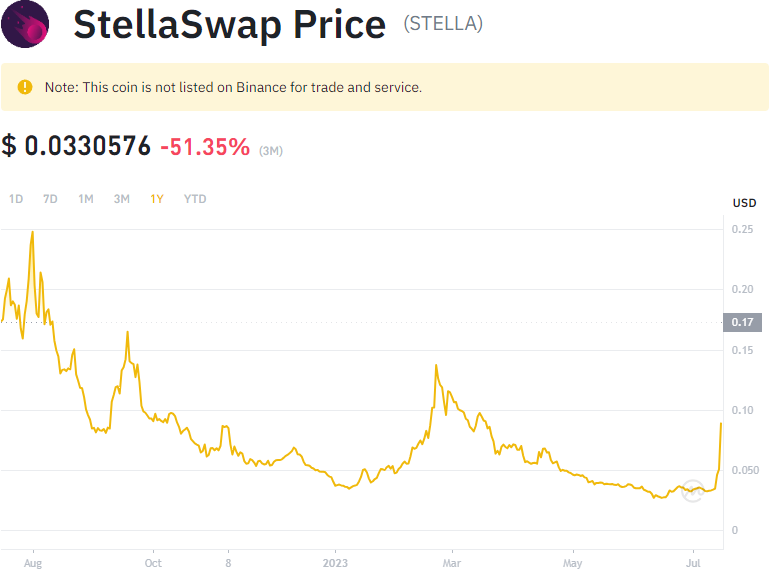 StellaSwap Price (STELLA)
Note: This coin is not listed on Binance for trade and service.
$ 0.0330576 -51.35% (3M)
1D 7D 1M 3M 1Y YTD
USD
0.25
0.20
0.17
0.15
0.10
0.050
0
Aug Oct 8 2023 Mar May Jul